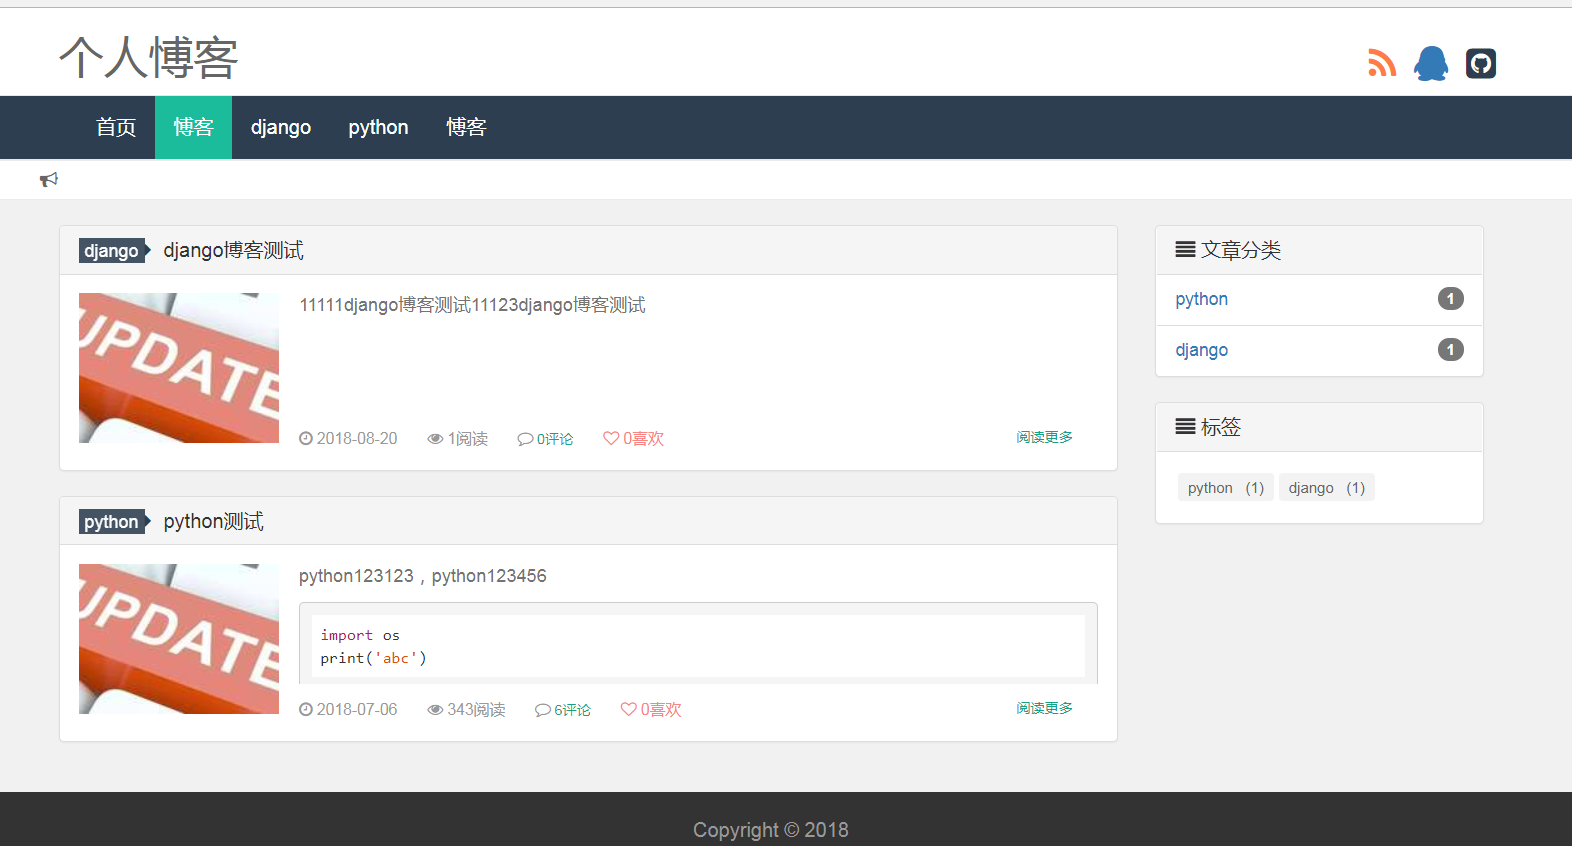 个人博客
首页 博客 django python 博客
django django博客测试
UPDATE
11111django博客测试11123django博客测试
2018-08-20 1阅读 0评论 0喜欢 阅读更多
python python测试
UPDATE
python123123，python123456
import os
print('abc')
2018-07-06 343阅读 6评论 0喜欢 阅读更多
文章分类
python 1
django 1
标签
python (1) django (1)
Copyright © 2018